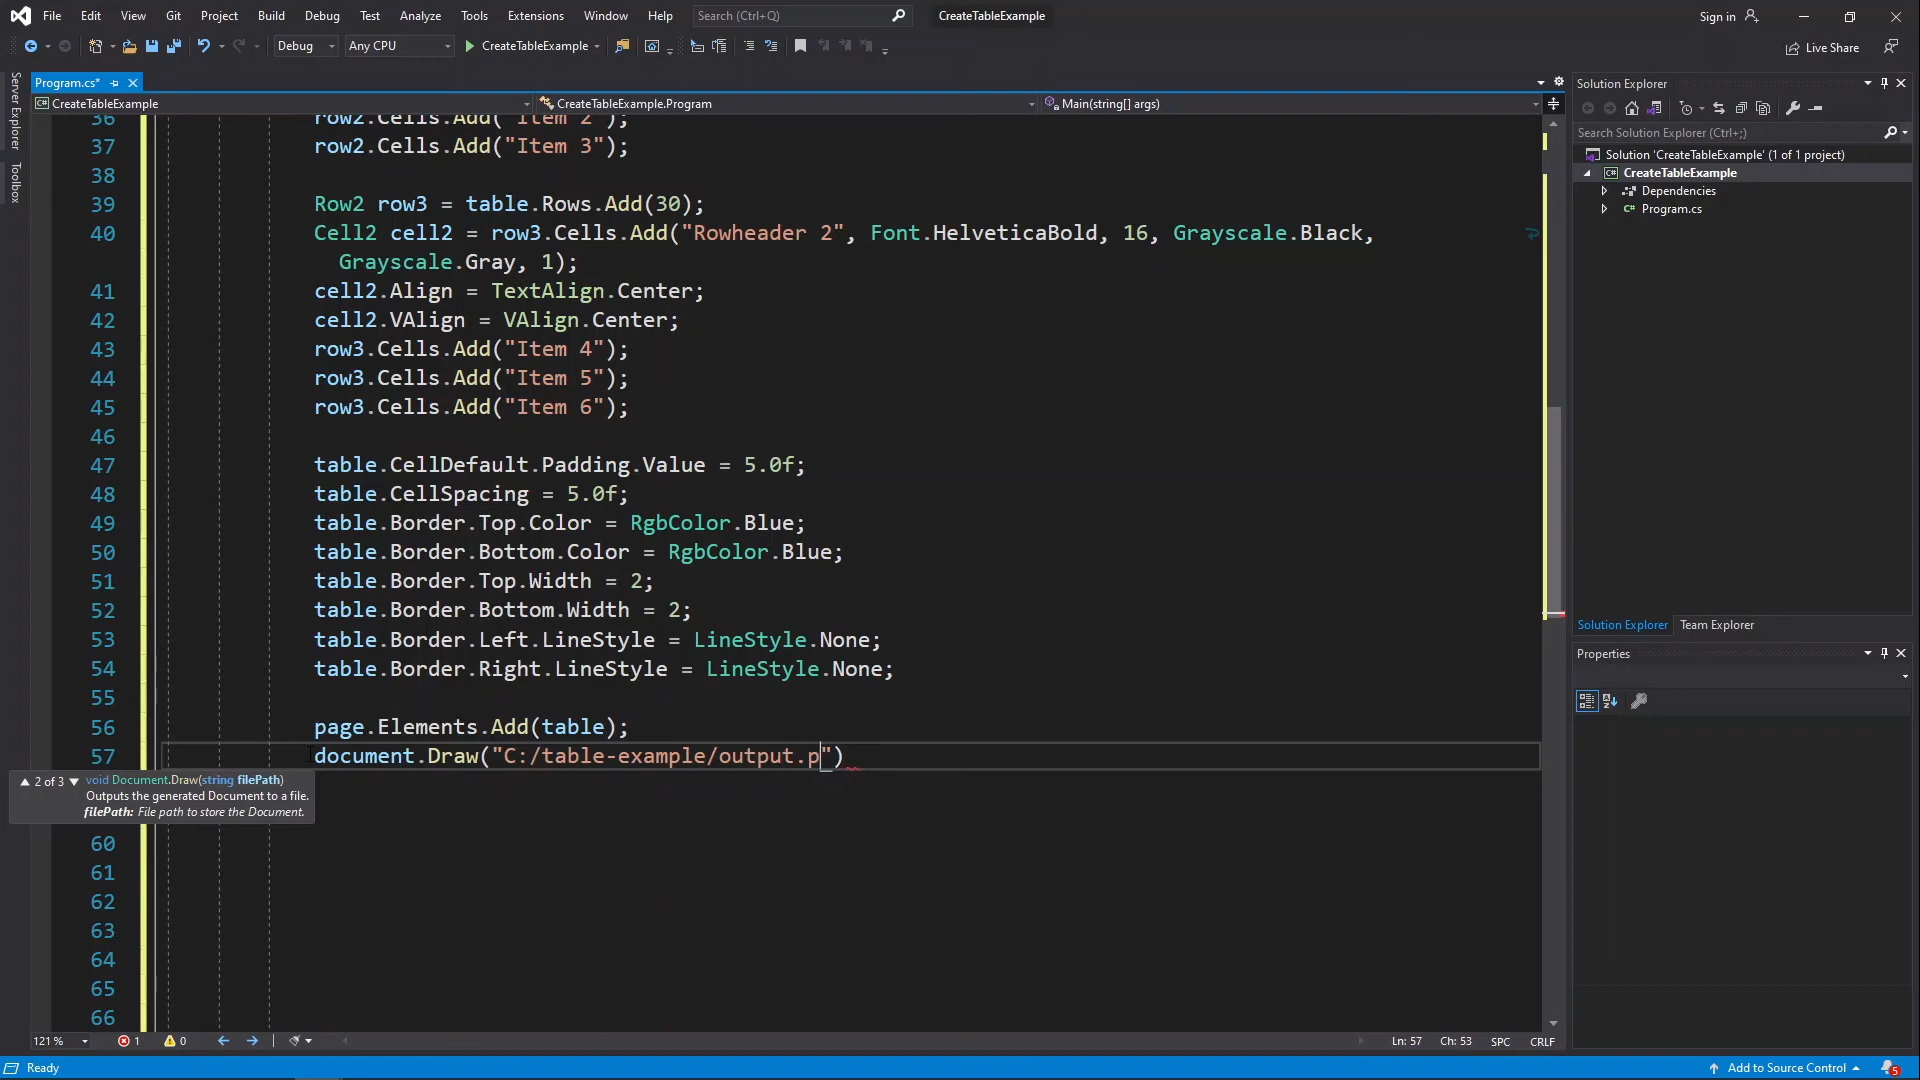 File Edit View Git Project Build Debug Test Analyze Tools Extensions Window Help Search (Ctrl+Q) CreateTableExample Sign in
Debug Any CPU CreateTableExample Live Share
Server Explorer
Toolbox
Program.cs*
CreateTableExample CreateTableExample.Program Main(string[] args)
36 row2.Cells.Add("Item 2");
37 row2.Cells.Add("Item 3");
38
39 Row2 row3 = table.Rows.Add(30);
40 Cell2 cell2 = row3.Cells.Add("Rowheader 2", Font.HelveticaBold, 16, Grayscale.Black,
Grayscale.Gray, 1);
41 cell2.Align = TextAlign.Center;
42 cell2.VAlign = VAlign.Center;
43 row3.Cells.Add("Item 4");
44 row3.Cells.Add("Item 5");
45 row3.Cells.Add("Item 6");
46
47 table.CellDefault.Padding.Value = 5.0f;
48 table.CellSpacing = 5.0f;
49 table.Border.Top.Color = RgbColor.Blue;
50 table.Border.Bottom.Color = RgbColor.Blue;
51 table.Border.Top.Width = 2;
52 table.Border.Bottom.Width = 2;
53 table.Border.Left.LineStyle = LineStyle.None;
54 table.Border.Right.LineStyle = LineStyle.None;
55
56 page.Elements.Add(table);
57 document.Draw("C:/table-example/output.p")
2 of 3 void Document.Draw(string filePath)
Outputs the generated Document to a file.
filePath: File path to store the Document.
60
61
62
63
64
65
66
121 % 1 0 Ln: 57 Ch: 53 SPC CRLF
Solution Explorer
Search Solution Explorer (Ctrl+;)
Solution 'CreateTableExample' (1 of 1 project)
CreateTableExample
Dependencies
C# Program.cs
Solution Explorer Team Explorer
Properties
Ready Add to Source Control 5